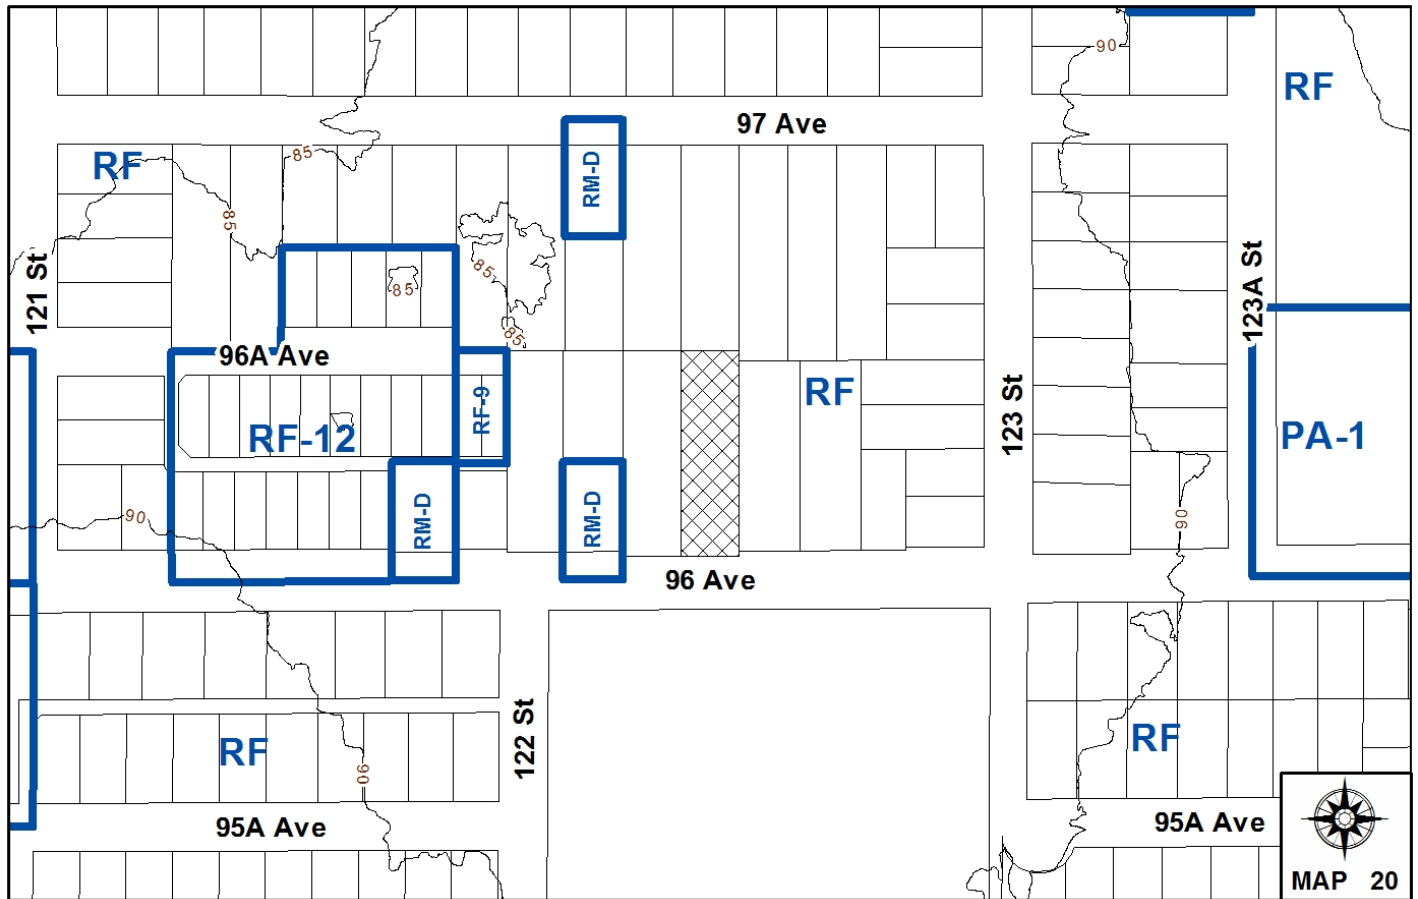 90
RF
97 Ave
RF
85
RM-D
85
121 St
85
85
123A St
85
96A Ave
RF-9
RF
123 St
RF-12
PA-1
RM-D
RM-D
90
90
96 Ave
122 St
RF
RF
90
95A Ave
95A Ave
MAP 20